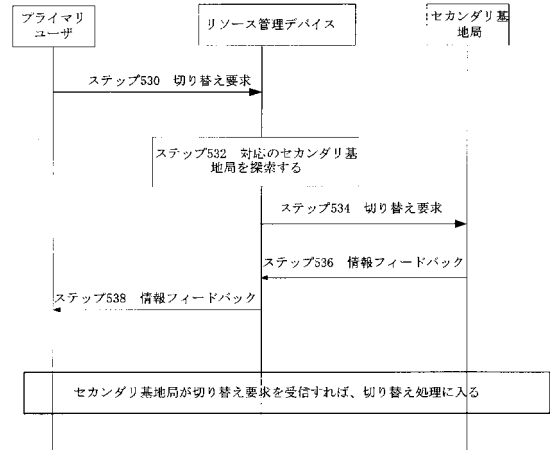 プライマリ
ユーザ
リソース管理デバイス
セカンダリ基
地局
ステップ530 切り替え要求
ステップ532 対応のセカンダリ基
地局を探索する
ステップ534 切り替え要求
ステップ536 情報フィードバック
ステップ538 情報フィードバック
セカンダリ基地局が切り替え要求を受信すれば、切り替え処理に入る